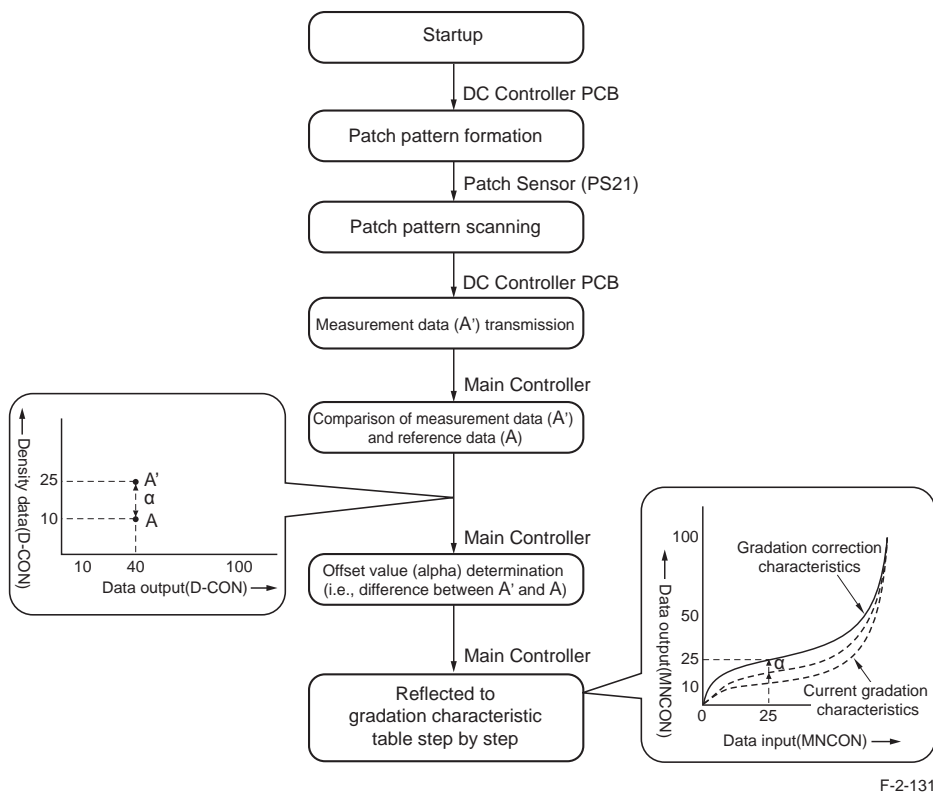 Startup
DC Controller PCB
Patch pattern formation
Patch Sensor (PS21)
Patch pattern scanning
DC Controller PCB
Measurement data (A’) transmission
Main Controller
Comparison of measurement data (A’)
and reference data (A)
Density data(D-CON)
25
10
A’
α
A
10 40 100
Data output(D-CON)
Main Controller
Offset value (alpha) determination
(i.e., difference between A’ and A)
Main Controller
Reflected to
gradation characteristic
table step by step
Data output(MNCON)
100
50
25
10
0
25
Gradation correction
characteristics
α
Current gradation
characteristics
Data input(MNCON)
F-2-131